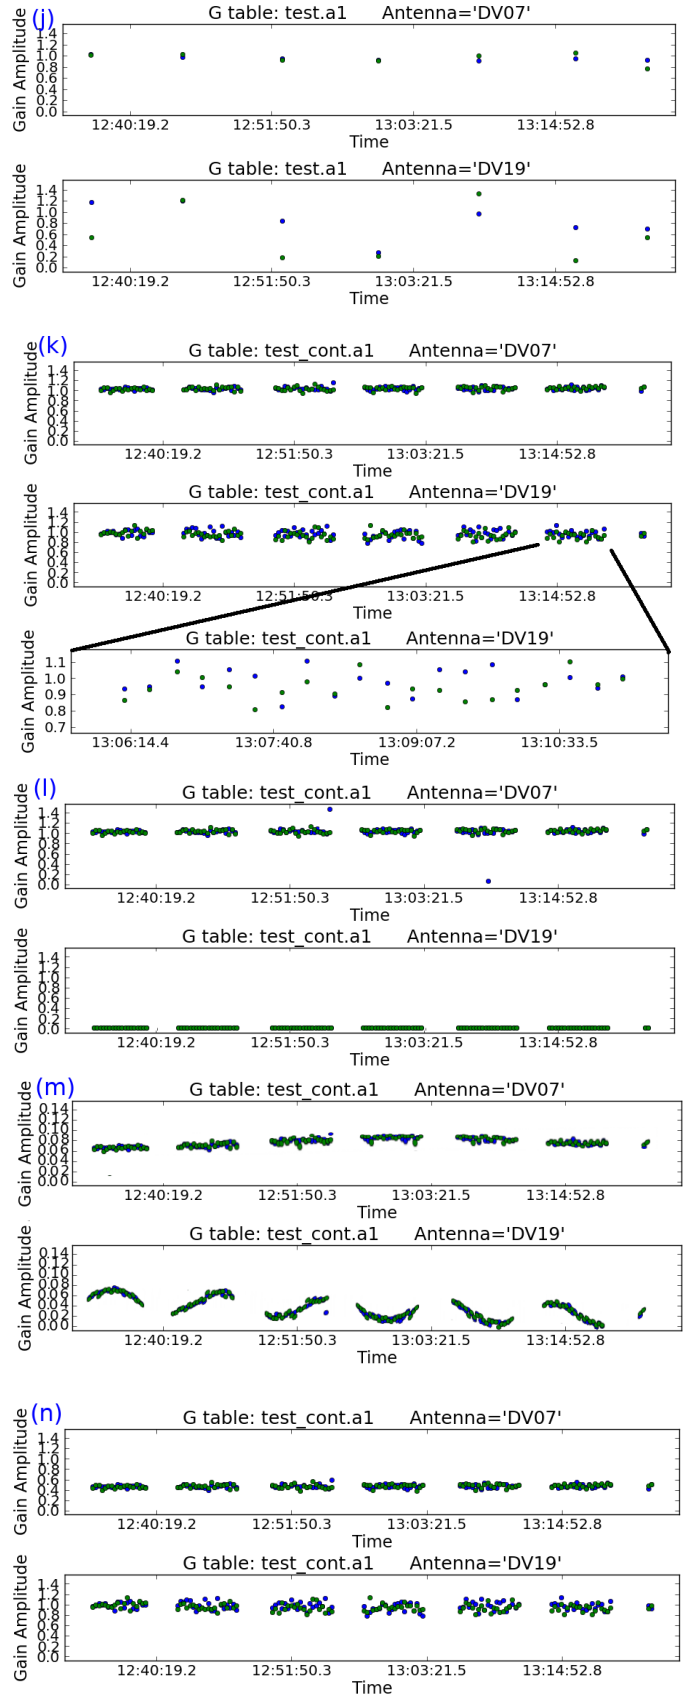 (j)
G table: test.a1 Antenna='DV07'
Gain Amplitude
1.4
1.2
1.0
0.8
0.6
0.4
0.2
0.0
12:40:19.2 12:51:50.3 13:03:21.5 13:14:52.8
Time
G table: test.a1 Antenna='DV19'
Gain Amplitude
1.4
1.2
1.0
0.8
0.6
0.4
0.2
0.0
12:40:19.2 12:51:50.3 13:03:21.5 13:14:52.8
Time
(k)
G table: test_cont.a1 Antenna='DV07'
Gain Amplitude
1.4
1.2
1.0
0.8
0.6
0.4
0.2
0.0
12:40:19.2 12:51:50.3 13:03:21.5 13:14:52.8
Time
G table: test_cont.a1 Antenna='DV19'
Gain Amplitude
1.4
1.2
1.0
0.8
0.6
0.4
0.2
0.0
12:40:19.2 12:51:50.3 13:03:21.5 13:14:52.8
Time
G table: test_cont.a1 Antenna='DV19'
Gain Amplitude
1.1
1.0
0.9
0.8
0.7
13:06:14.4 13:07:40.8 13:09:07.2 13:10:33.5
Time
(l)
G table: test_cont.a1 Antenna='DV07'
Gain Amplitude
1.4
1.2
1.0
0.8
0.6
0.4
0.2
0.0
12:40:19.2 12:51:50.3 13:03:21.5 13:14:52.8
Time
G table: test_cont.a1 Antenna='DV19'
Gain Amplitude
1.4
1.2
1.0
0.8
0.6
0.4
0.2
0.0
12:40:19.2 12:51:50.3 13:03:21.5 13:14:52.8
Time
(m)
G table: test_cont.a1 Antenna='DV07'
Gain Amplitude
0.14
0.12
0.10
0.08
0.06
0.04
0.02
0.00
12:40:19.2 12:51:50.3 13:03:21.5 13:14:52.8
Time
G table: test_cont.a1 Antenna='DV19'
Gain Amplitude
0.14
0.12
0.10
0.08
0.06
0.04
0.02
0.00
12:40:19.2 12:51:50.3 13:03:21.5 13:14:52.8
Time
(n)
G table: test_cont.a1 Antenna='DV07'
Gain Amplitude
1.4
1.2
1.0
0.8
0.6
0.4
0.2
0.0
12:40:19.2 12:51:50.3 13:03:21.5 13:14:52.8
Time
G table: test_cont.a1 Antenna='DV19'
Gain Amplitude
1.4
1.2
1.0
0.8
0.6
0.4
0.2
0.0
12:40:19.2 12:51:50.3 13:03:21.5 13:14:52.8
Time